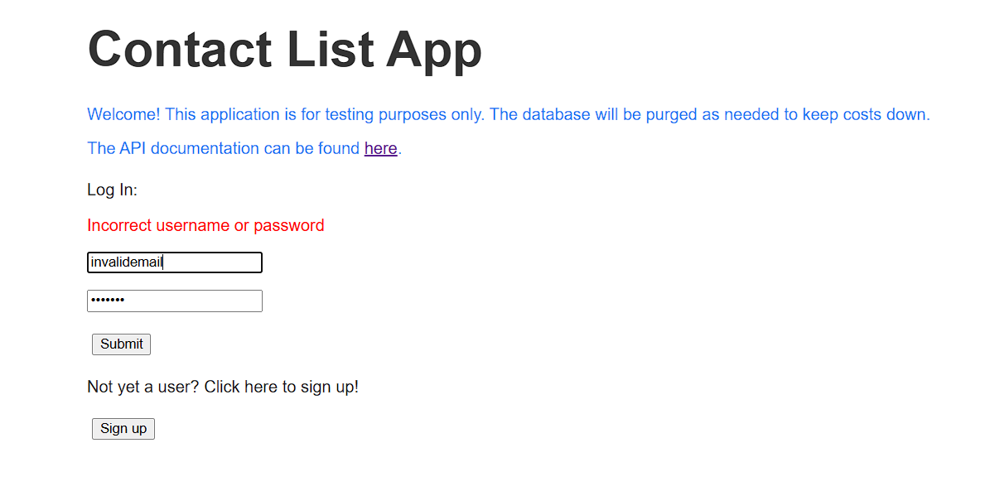 Contact List App
Welcome! This application is for testing purposes only. The database will be purged as needed to keep costs down.
The API documentation can be found here.
Log In:
Incorrect username or password
invalidemail
•••••••
Submit
Not yet a user? Click here to sign up!
Sign up